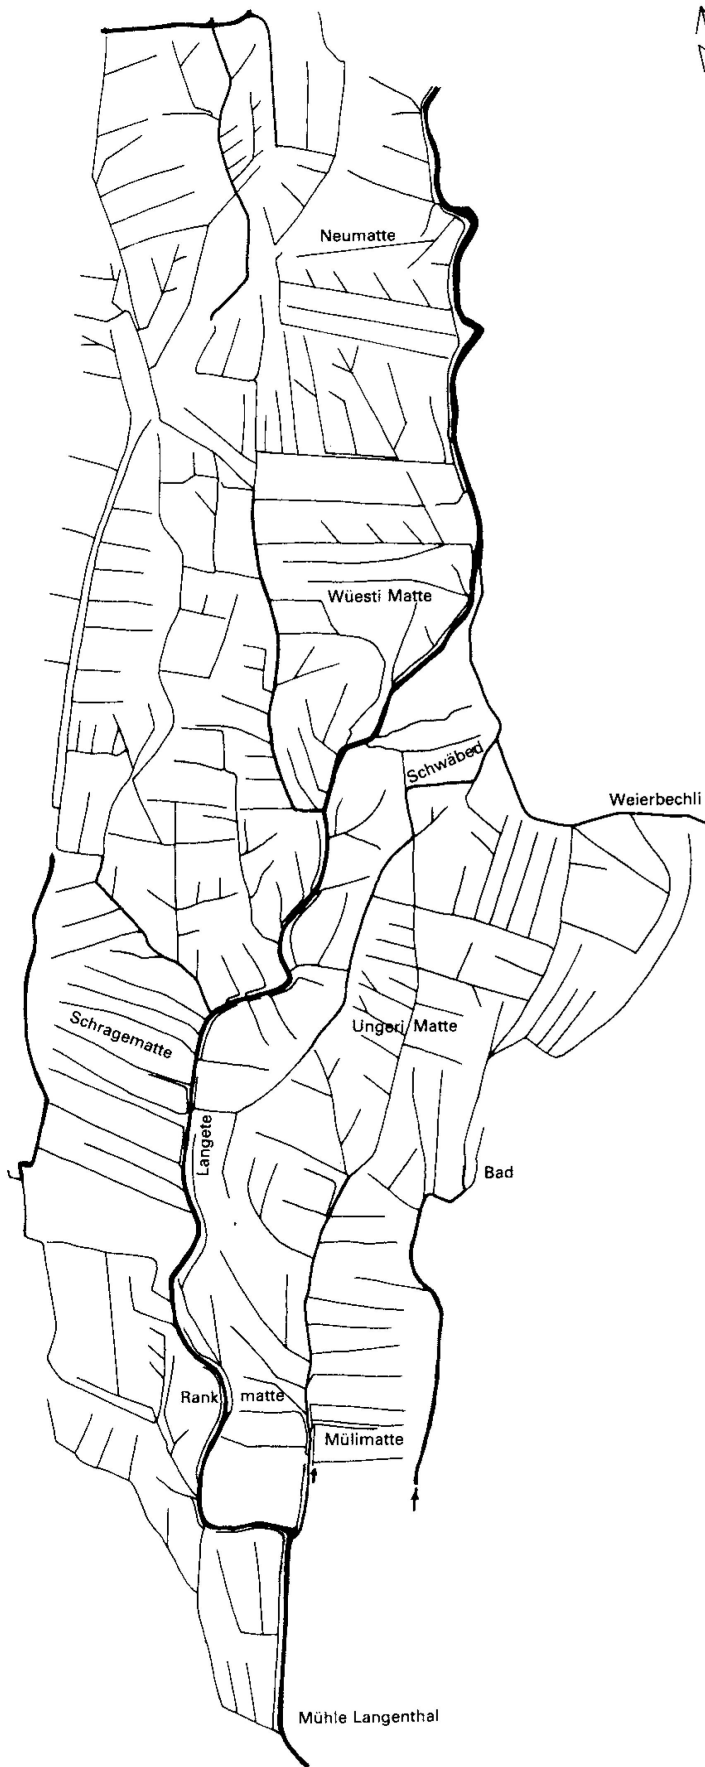 Neumatte
Wüesti Matte
Schwäbed
Weierbechli
Schragematte
Ungeri Matte
Langete
Bad
Rank matte
Mülimatte
Mühle Langenthal